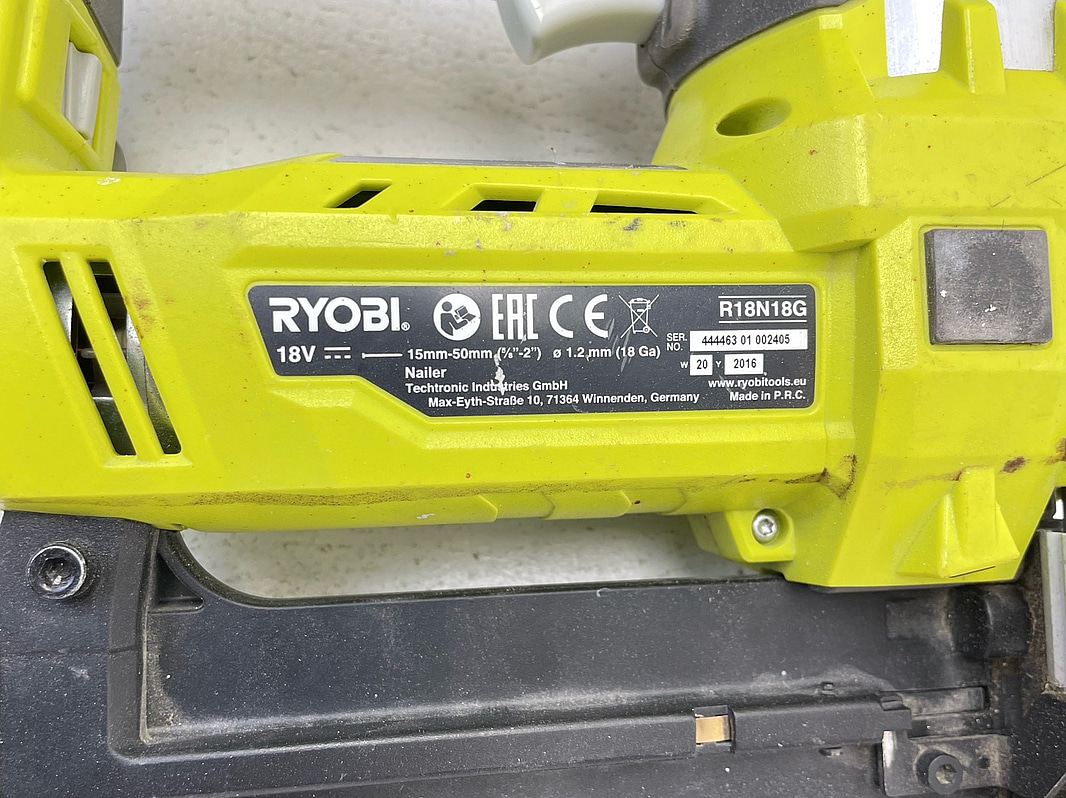 RYOBI® EAC CE R18N18G
18V 15mm-50mm (⅝"-2") ø 1.2 mm (18 Ga)
SER. NO. 444463 01 002405
W 20 Y 2016
Nailer
Techtronic Industries GmbH
Max-Eyth-Straße 10, 71364 Winnenden, Germany
www.ryobitools.eu
Made in P.R.C.